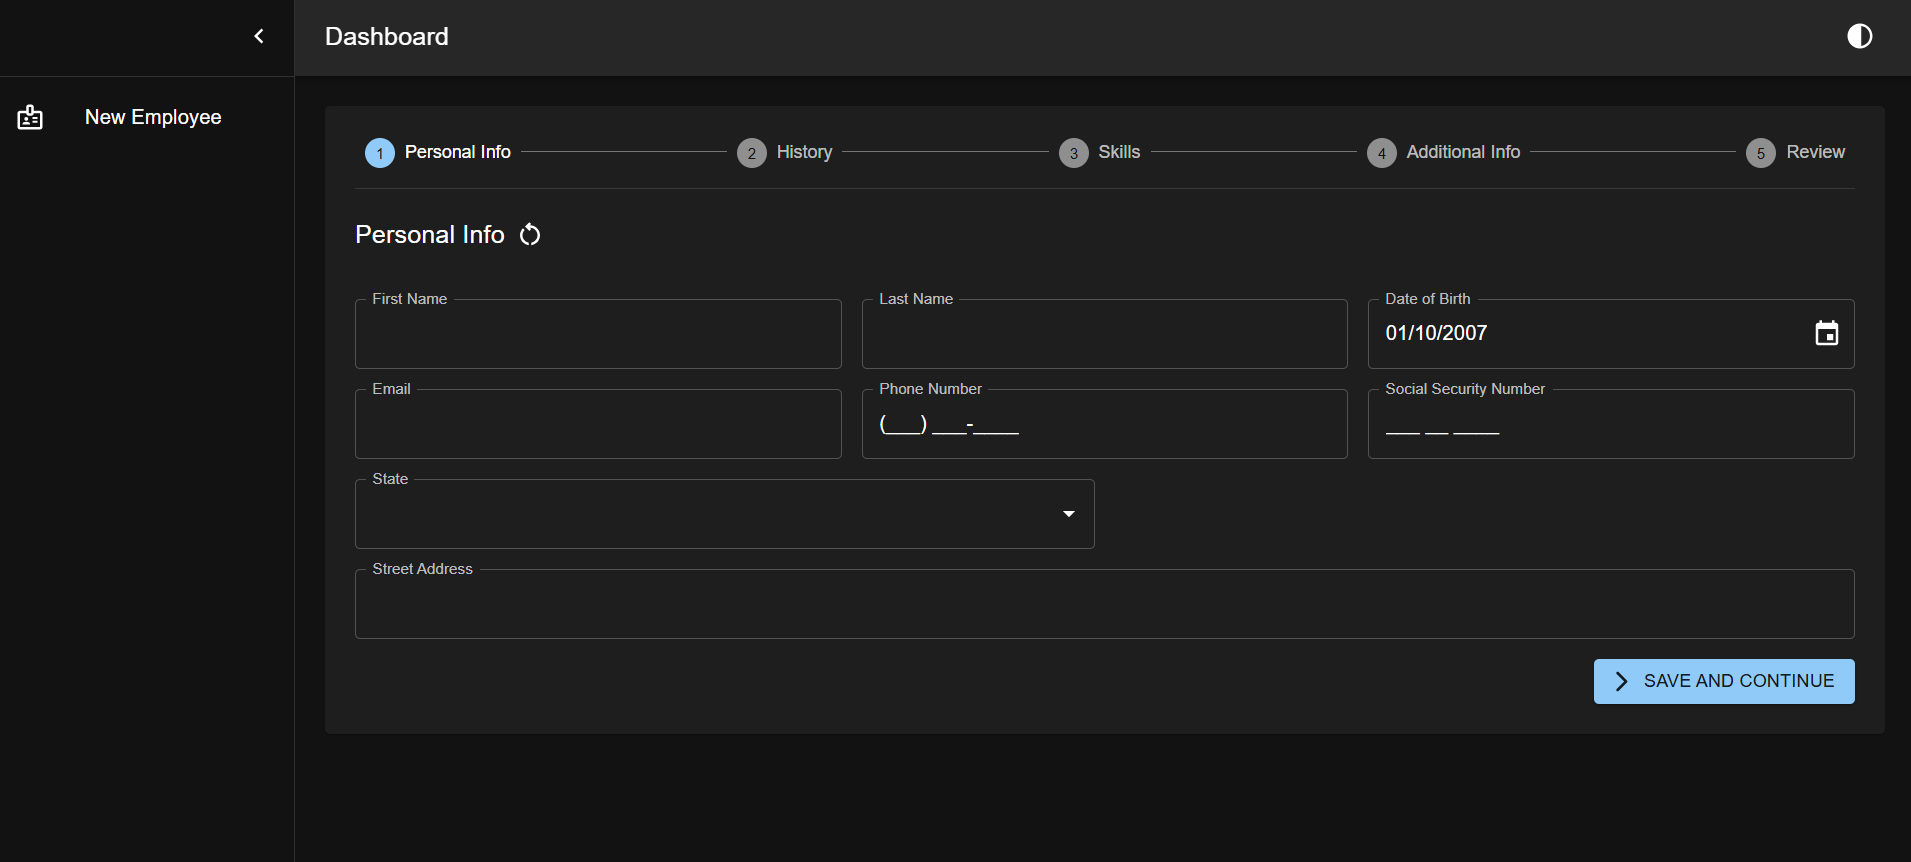 Dashboard
New Employee
1 Personal Info 2 History 3 Skills 4 Additional Info 5 Review
Personal Info
First Name Last Name Date of Birth
01/10/2007
Email Phone Number Social Security Number
(___) ___-____ ___ __ ____
State
Street Address
SAVE AND CONTINUE